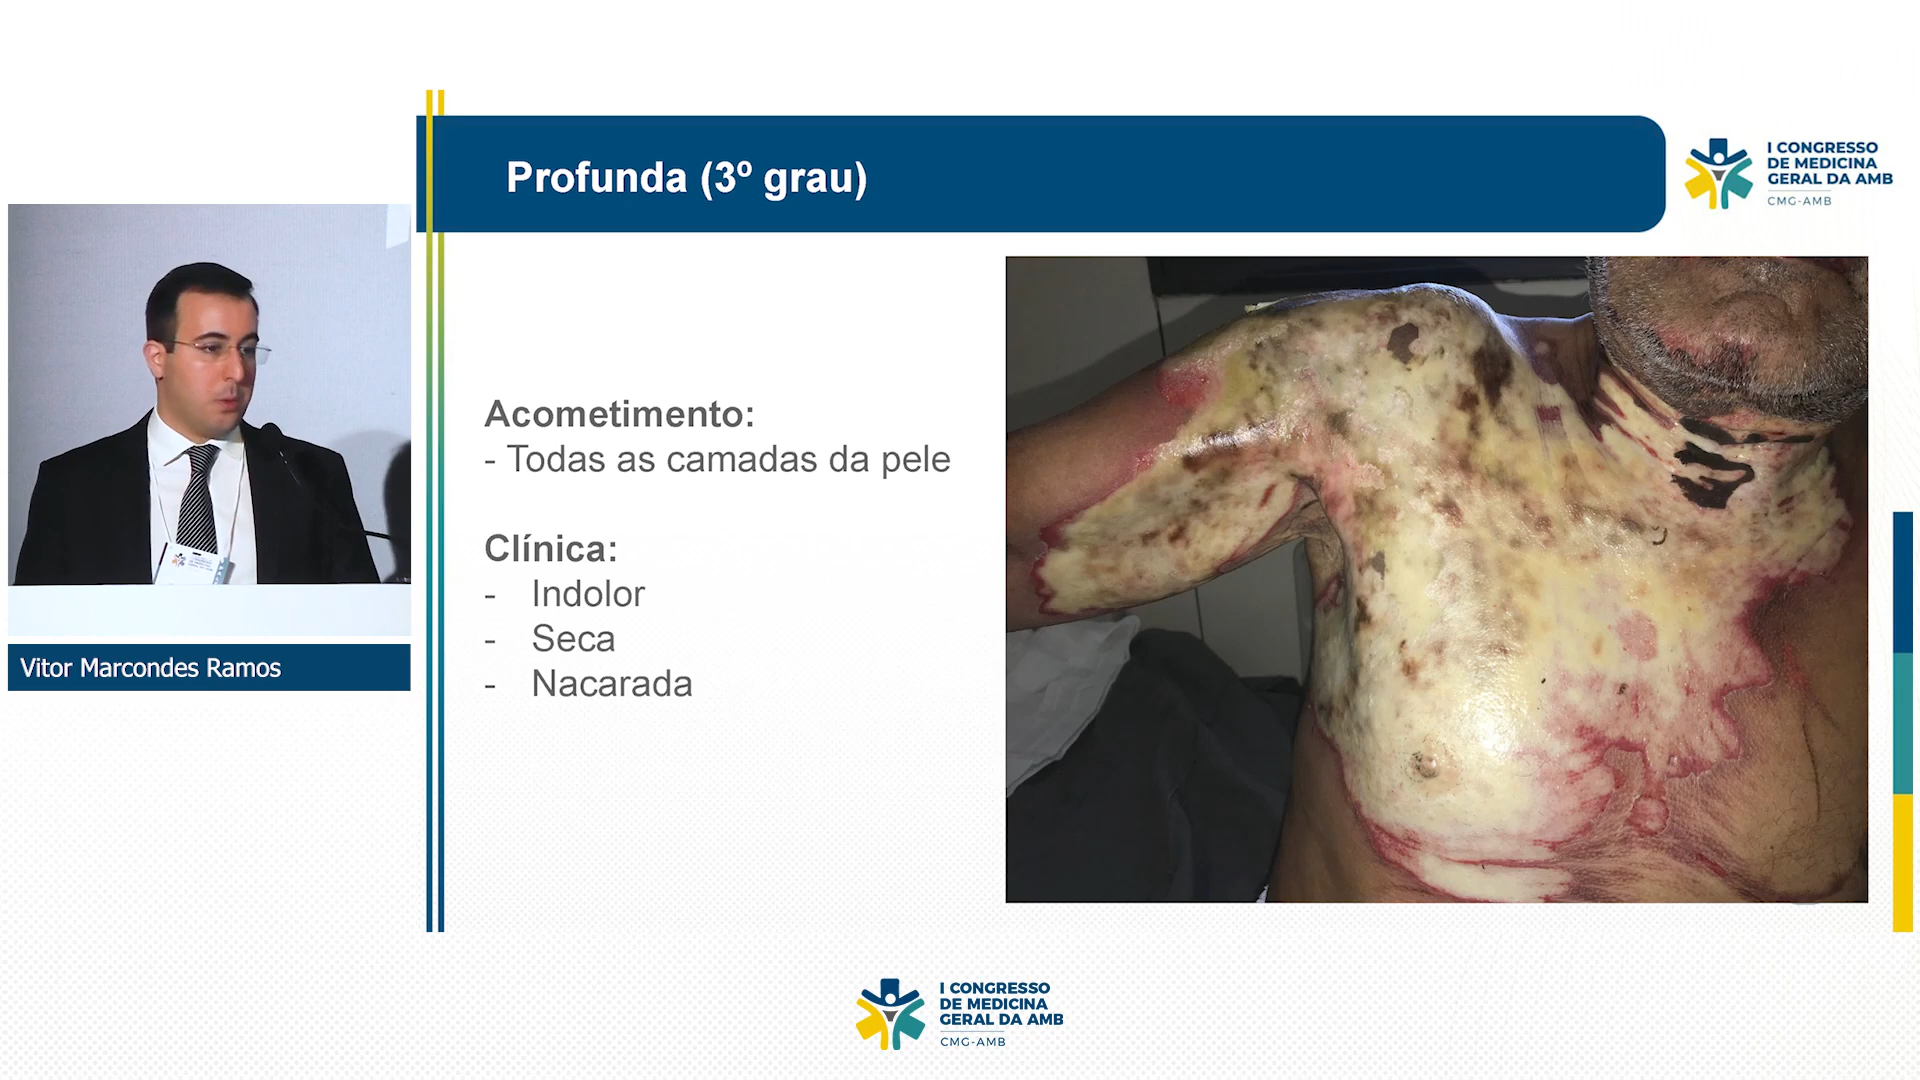 Profunda (3º grau)
I CONGRESSO
DE MEDICINA
GERAL DA AMB
CMG-AMB
Acometimento:
- Todas as camadas da pele
Clínica:
- Indolor
- Seca
- Nacarada
Vitor Marcondes Ramos
I CONGRESSO
DE MEDICINA
GERAL DA AMB
CMG-AMB